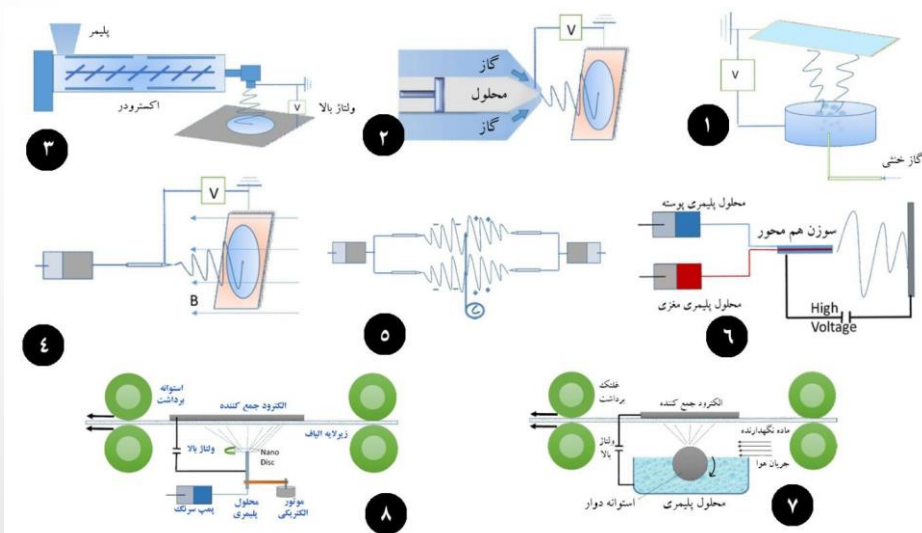 پلیمر
اکسترودر
ولتاژ بالا
V
۳
گاز
محلول
گاز
V
۲
V
گاز خنثی
۱
V
B
۴
۵
محلول پلیمری پوسته
سوزن هم محور
محلول پلیمری مغزی
High
Voltage
۶
استوانه
برداشت
الکترود جمع کننده
زیرلایه الیاف
ولتاژ بالا
Nano
Disc
پمپ سرنگ
محلول
پلیمری
موتور
الکتریکی
۸
غلتک
برداشت
الکترود جمع کننده
ماده نگهدارنده
ولتاژ
بالا
جریان هوا
استوانه دوار
محلول پلیمری
۷